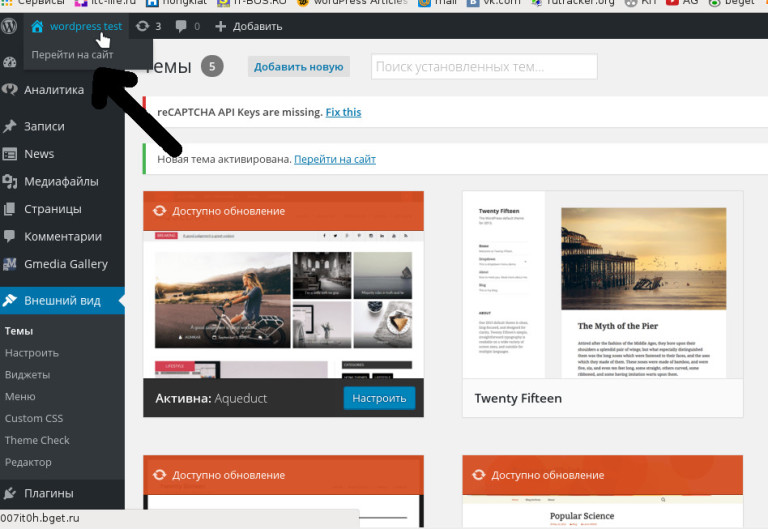 Сервисы
itc-life.ru
hongkiat
IT-BUS.RU
WordPress Articles
mail
vk.com
rutracker.org
KIT
AG
beget
wordpress test
3
0
Добавить
Перейти на сайт
Темы 5
Добавить новую
Поиск установленных тем...
Аналитика
reCAPTCHA API Keys are missing. Fix this
Записи
Новая тема активирована. Перейти на сайт
News
Медиафайлы
Страницы
Комментарии
Gmedia Gallery
Внешний вид
Темы
Настроить
Виджеты
Меню
Custom CSS
Theme Check
Редактор
Плагины
007it0h.bget.ru
Доступно обновление
Активна: Aqueduct
Настроить
Twenty Fifteen
ABOUT
The Myth of the Pier
Twenty Fifteen
Доступно обновление
Доступно обновление
Popular Science